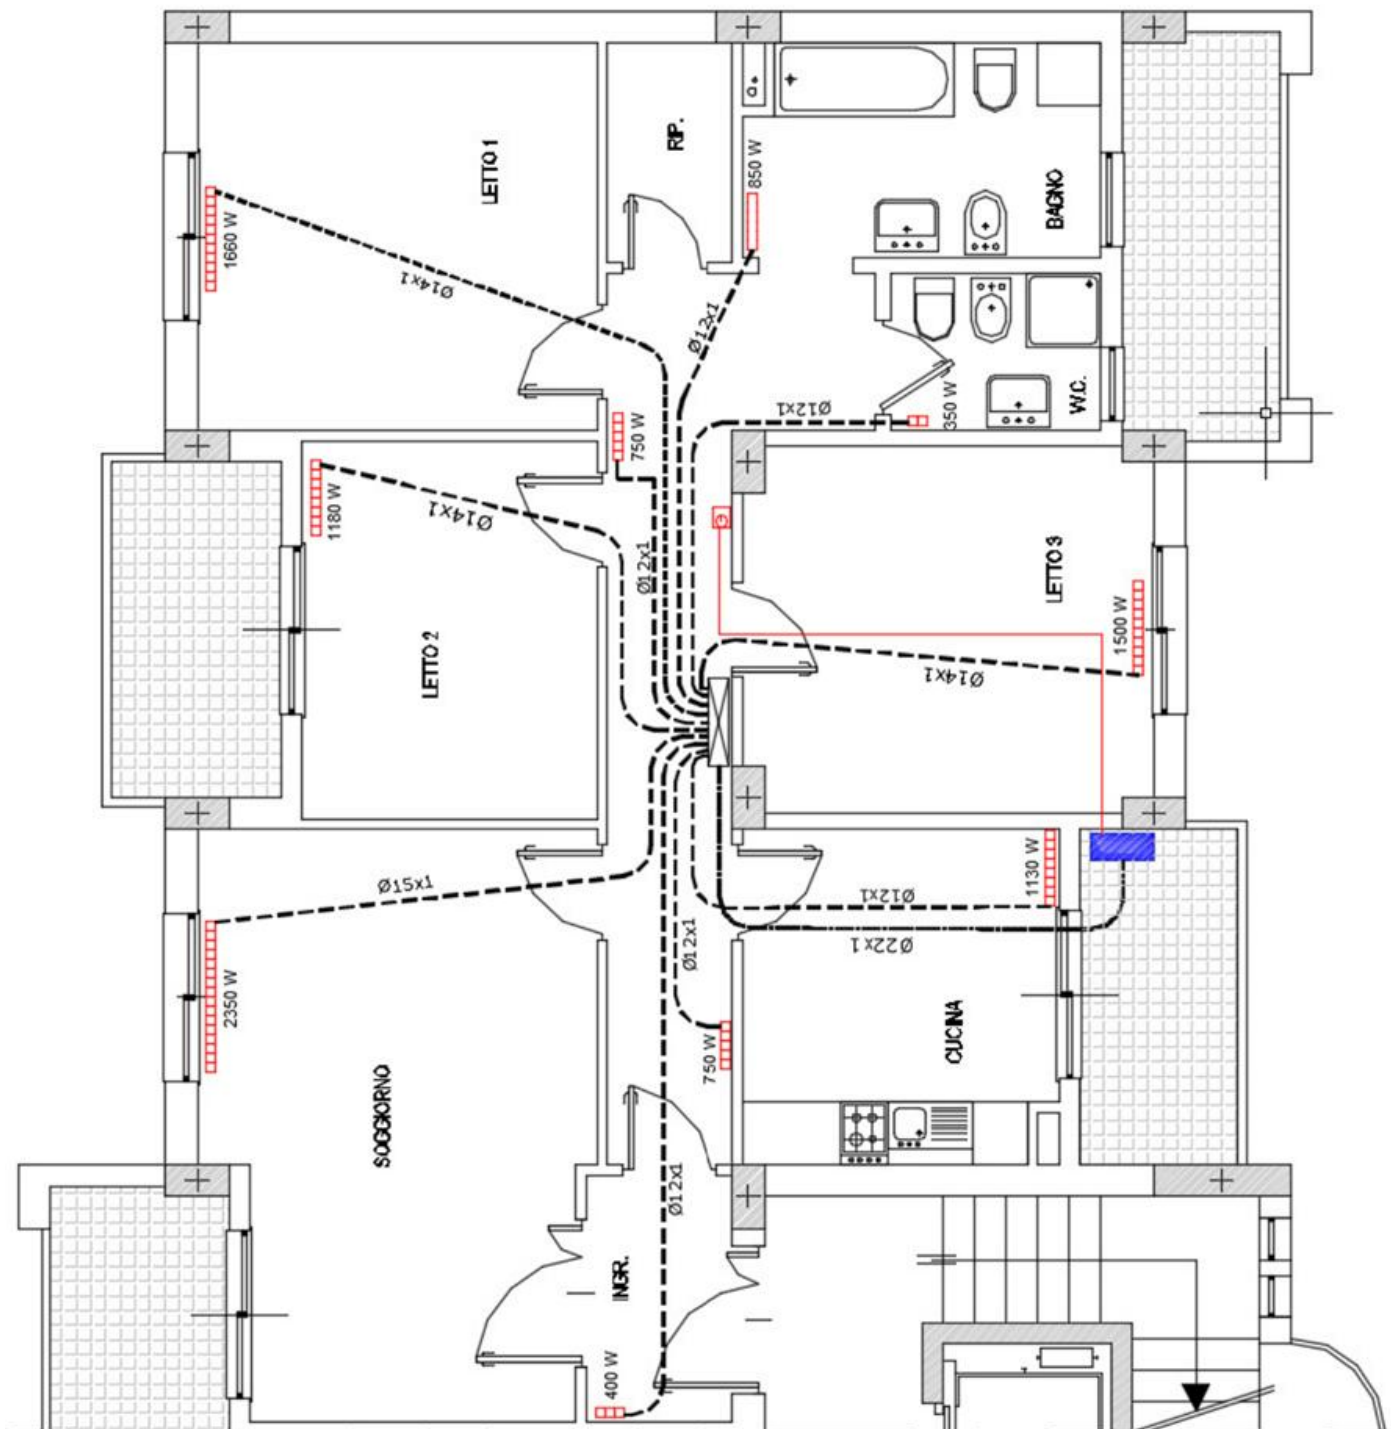 LETTO 1
RIP.
850 W
BAGNO
1660 W
Ø14x1
Ø12x1
W.C.
350 W
Ø12x1
750 W
1180 W
Ø14x1
Ø12x1
LETTO 2
LETTO 3
1500 W
Ø14x1
Ø15x1
1130 W
Ø12x1
Ø22x1
Ø12x1
2350 W
750 W
CUCINA
SOGGIORNO
Ø12x1
INGR.
400 W